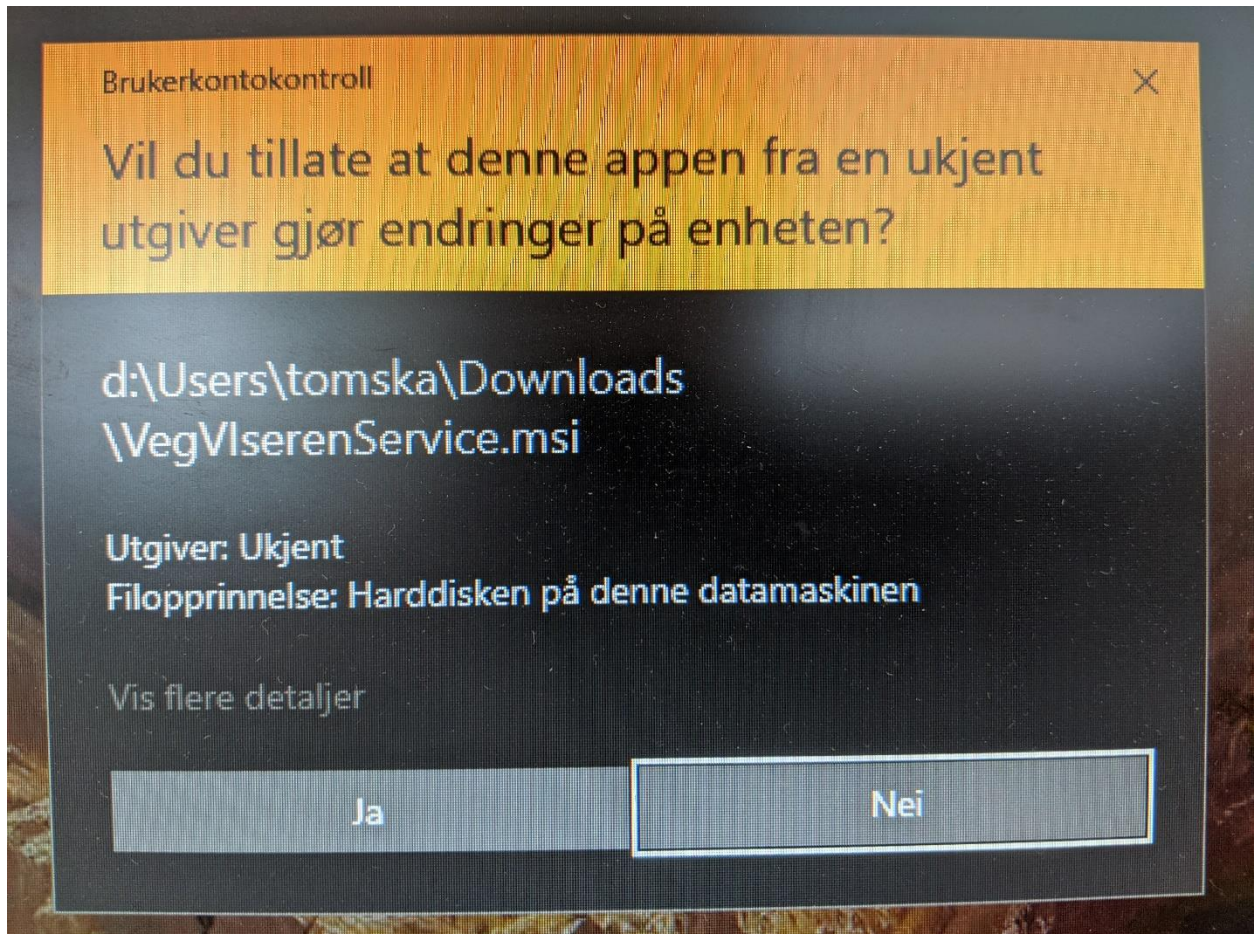 Brukerkontokontroll
Vil du tillate at denne appen fra en ukjent
utgiver gjør endringer på enheten?
d:\Users\tomska\Downloads
\VegVIserenService.msi
Utgiver: Ukjent
Filopprinnelse: Harddisken på denne datamaskinen
Vis flere detaljer
Ja
Nei